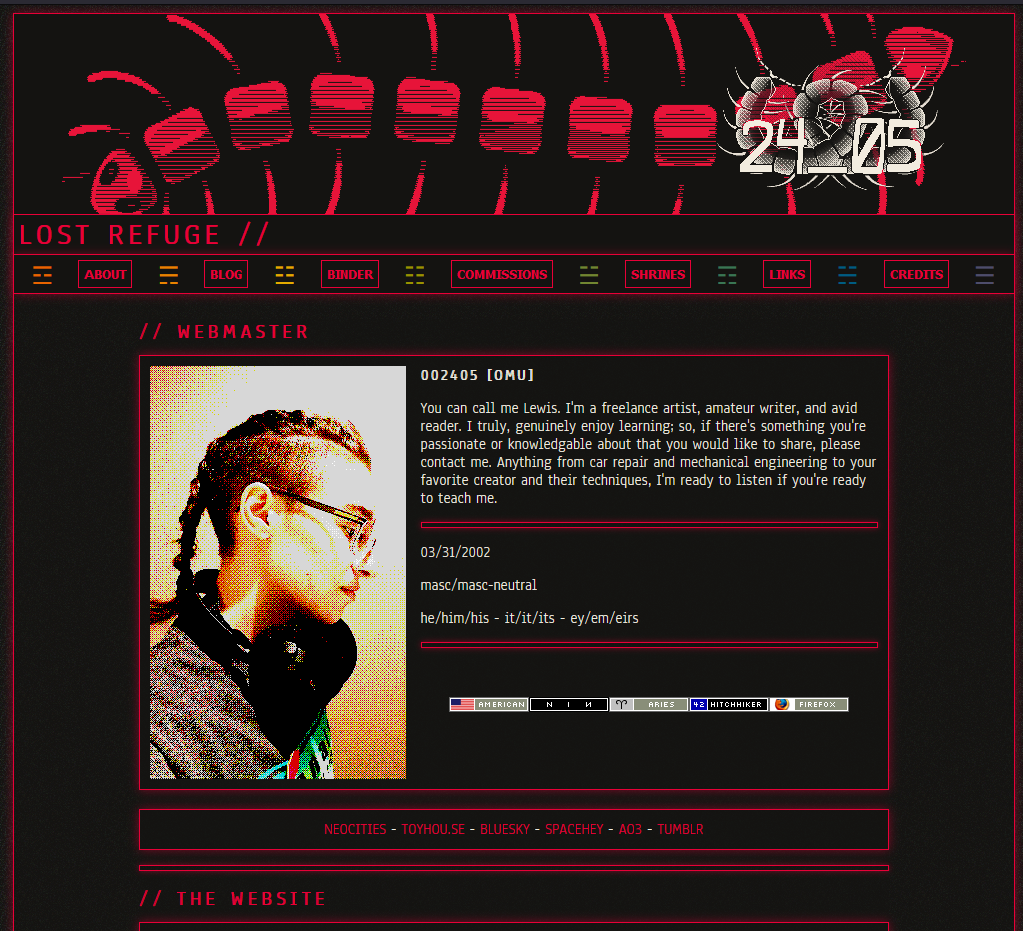 24_05
LOST REFUGE //
ABOUT BLOG BINDER COMMISSIONS SHRINES LINKS CREDITS
// WEBMASTER
002405 [OMU]
You can call me Lewis. I'm a freelance artist, amateur writer, and avid
reader. I truly, genuinely enjoy learning; so, if there's something you're
passionate or knowledgable about that you would like to share, please
contact me. Anything from car repair and mechanical engineering to your
favorite creator and their techniques, I'm ready to listen if you're ready
to teach me.
03/31/2002
masc/masc-neutral
he/him/his - it/it/its - ey/em/eirs
AMERICAN N I И ARIES 42 HITCHHIKER FIREFOX
NEOCITIES - TOYHOU.SE - BLUESKY - SPACEHEY - AO3 - TUMBLR
// THE WEBSITE